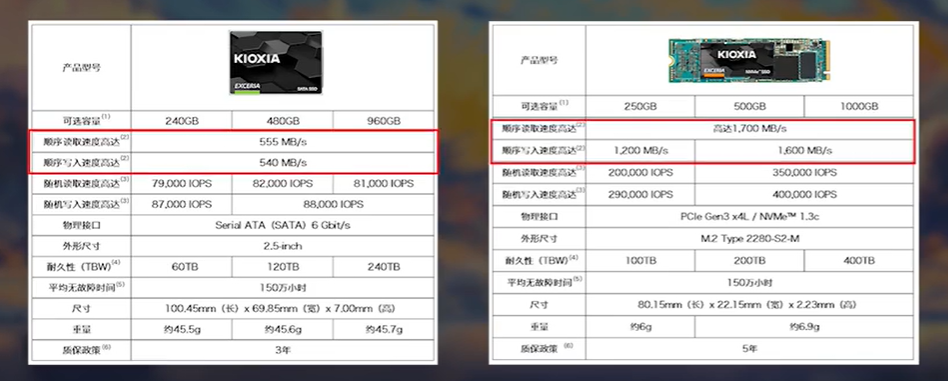 产品型号
KIOXIA
EXCERIA
SATA SSD
可选容量(1) 240GB 480GB 960GB
顺序读取速度高达(2) 555 MB/s
顺序写入速度高达(2) 540 MB/s
随机读取速度高达(3) 79,000 IOPS 82,000 IOPS 81,000 IOPS
随机写入速度高达(3) 87,000 IOPS 88,000 IOPS
物理接口 Serial ATA (SATA) 6 Gbit/s
外形尺寸 2.5-inch
耐久性 (TBW)(4) 60TB 120TB 240TB
平均无故障时间(5) 150万小时
尺寸 100.45mm (长) x 69.85mm (宽) x 7.00mm (高)
重量 约45.5g 约45.6g 约45.7g
质保政策(6) 3年
产品型号
KIOXIA
EXCERIA
可选容量(1) 250GB 500GB 1000GB
顺序读取速度高达(2) 高达1,700 MB/s
顺序写入速度高达(2) 1,200 MB/s 1,600 MB/s
随机读取速度高达(3) 200,000 IOPS 350,000 IOPS
随机写入速度高达(3) 290,000 IOPS 400,000 IOPS
物理接口 PCIe Gen3 x4L / NVMe™ 1.3c
外形尺寸 M.2 Type 2280-S2-M
耐久性 (TBW)(4) 100TB 200TB 400TB
平均无故障时间(5) 150万小时
尺寸 80.15mm (长) x 22.15mm (宽) x 2.23mm (高)
重量 约6g 约6.9g
质保政策 (6) 5年